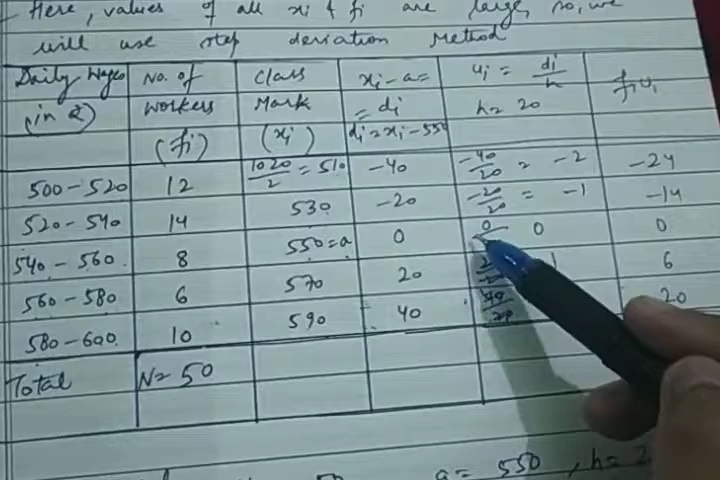 Here, values of all xi & fi are large, so, we
will use step deviation Method
Daily Wages (in ₹) No. of Workers (fi) Class Mark (xi) xi - a = = di di = xi - 550 ui = di/h h = 20 fiui
500-520 12 1020/2 = 510 -40 -40/20 = -2 -24
520-540 14 530 -20 -20/20 = -1 -14
540-560 8 550=a 0 0 0 0
560-580 6 570 20 1 6
580-600 10 590 40 20
Total N = 50
a = 550, h = 2